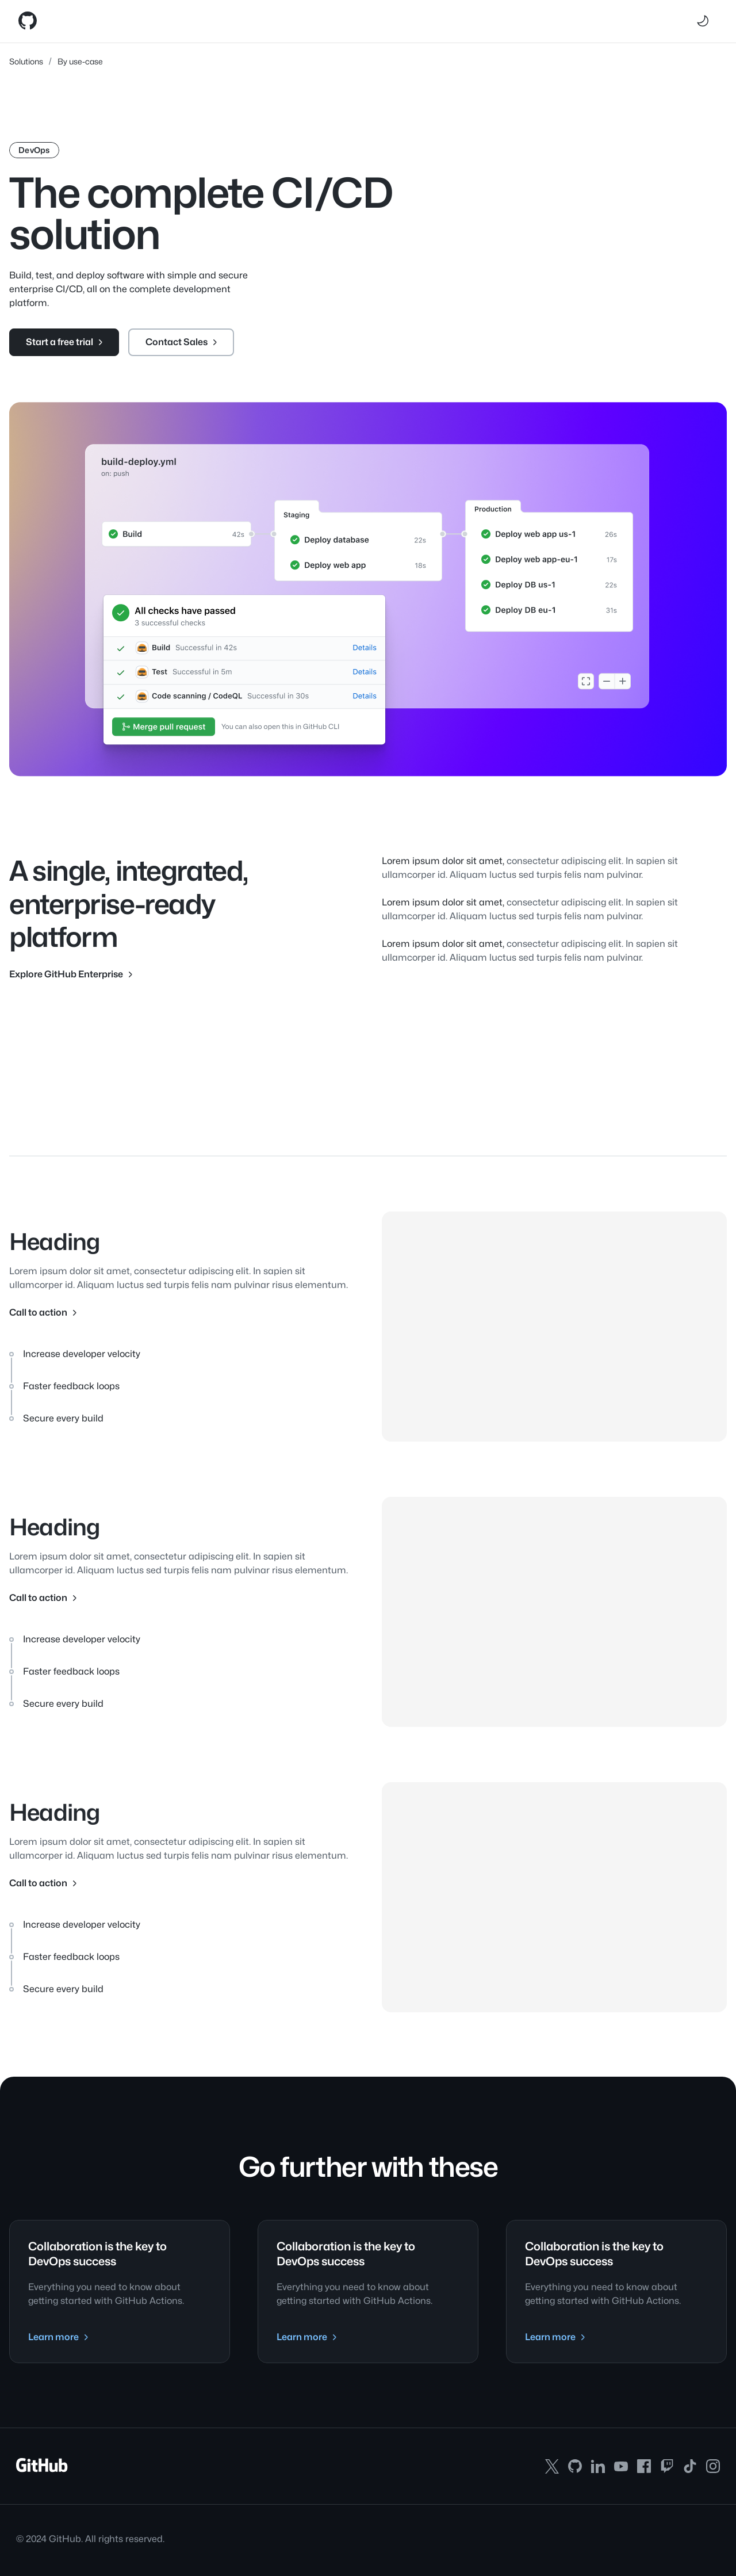 Solutions / By use-case
DevOps
The complete CI/CD
solution
Build, test, and deploy software with simple and secure
enterprise CI/CD, all on the complete development
platform.
Start a free trial
Contact Sales
build-deploy.yml
on: push
Build 42s
Staging
Deploy database 22s
Deploy web app 18s
Production
Deploy web app us-1 26s
Deploy web app-eu-1 17s
Deploy DB us-1 22s
Deploy DB eu-1 31s
All checks have passed
3 successful checks
Build Successful in 42s Details
Test Successful in 5m Details
Code scanning / CodeQL Successful in 30s Details
Merge pull request You can also open this in GitHub CLI
A single, integrated,
enterprise-ready
platform
Explore GitHub Enterprise
Lorem ipsum dolor sit amet, consectetur adipiscing elit. In sapien sit
ullamcorper id. Aliquam luctus sed turpis felis nam pulvinar.
Lorem ipsum dolor sit amet, consectetur adipiscing elit. In sapien sit
ullamcorper id. Aliquam luctus sed turpis felis nam pulvinar.
Lorem ipsum dolor sit amet, consectetur adipiscing elit. In sapien sit
ullamcorper id. Aliquam luctus sed turpis felis nam pulvinar.
Heading
Lorem ipsum dolor sit amet, consectetur adipiscing elit. In sapien sit
ullamcorper id. Aliquam luctus sed turpis felis nam pulvinar risus elementum.
Call to action
Increase developer velocity
Faster feedback loops
Secure every build
Heading
Lorem ipsum dolor sit amet, consectetur adipiscing elit. In sapien sit
ullamcorper id. Aliquam luctus sed turpis felis nam pulvinar risus elementum.
Call to action
Increase developer velocity
Faster feedback loops
Secure every build
Heading
Lorem ipsum dolor sit amet, consectetur adipiscing elit. In sapien sit
ullamcorper id. Aliquam luctus sed turpis felis nam pulvinar risus elementum.
Call to action
Increase developer velocity
Faster feedback loops
Secure every build
Go further with these
Collaboration is the key to
DevOps success
Everything you need to know about
getting started with GitHub Actions.
Learn more
Collaboration is the key to
DevOps success
Everything you need to know about
getting started with GitHub Actions.
Learn more
Collaboration is the key to
DevOps success
Everything you need to know about
getting started with GitHub Actions.
Learn more
GitHub
© 2024 GitHub. All rights reserved.